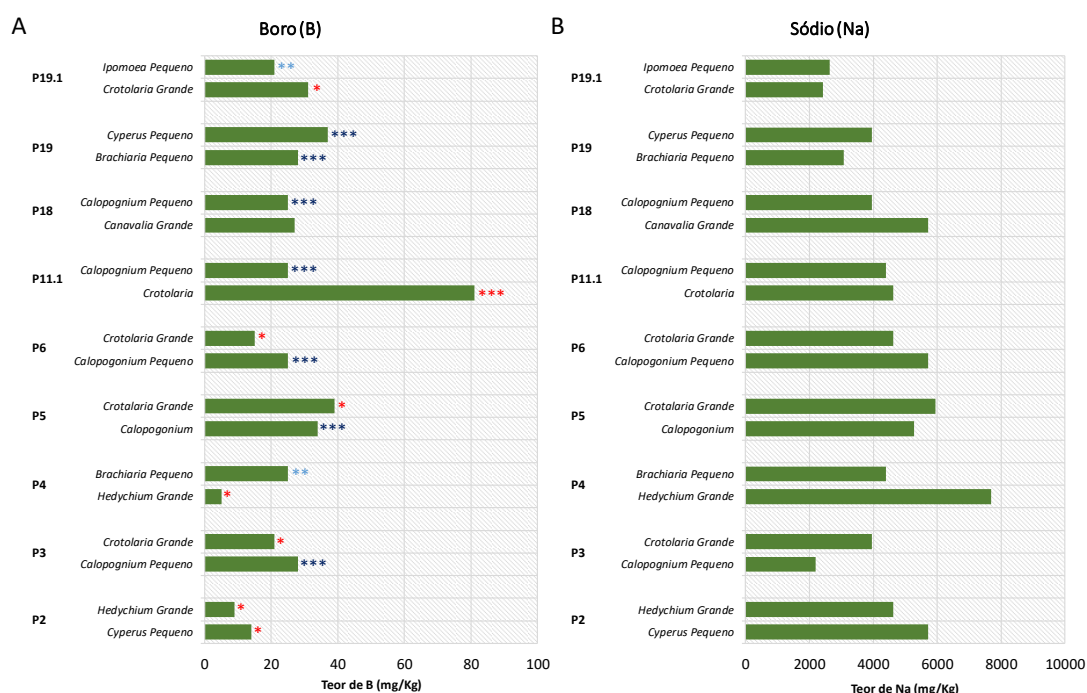 A
Boro (B)
P19.1
Ipomoea Pequeno
**
Crotolaria Grande
*
P19
Cyperus Pequeno
***
Brachiaria Pequeno
***
P18
Calopognium Pequeno
***
Canavalia Grande
P11.1
Calopognium Pequeno
***
Crotolaria
***
P6
Crotolaria Grande
*
Calopogonium Pequeno
***
P5
Crotalaria Grande
*
Calopogonium
***
P4
Brachiaria Pequeno
**
Hedychium Grande
*
P3
Crotolaria Grande
*
Calopognium Pequeno
***
P2
Hedychium Grande
*
Cyperus Pequeno
*
0 20 40 60 80 100
Teor de B (mg/Kg)
B
Sódio (Na)
P19.1
Ipomoea Pequeno
Crotolaria Grande
P19
Cyperus Pequeno
Brachiaria Pequeno
P18
Calopognium Pequeno
Canavalia Grande
P11.1
Calopognium Pequeno
Crotolaria
P6
Crotolaria Grande
Calopogonium Pequeno
P5
Crotalaria Grande
Calopogonium
P4
Brachiaria Pequeno
Hedychium Grande
P3
Crotolaria Grande
Calopognium Pequeno
P2
Hedychium Grande
Cyperus Pequeno
0 2000 4000 6000 8000 10000
Teor de Na (mg/Kg)